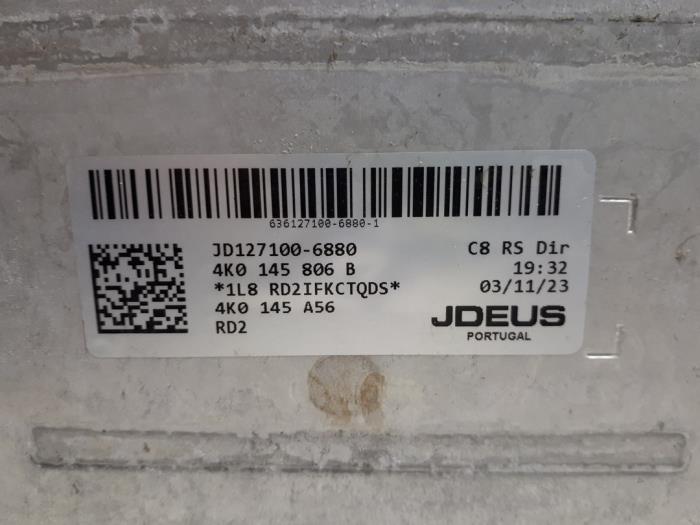 636127100-6880-1
JD127100-6880 C8 RS Dir
4K0 145 806 B 19:32
*1L8 RD2IFKCTQDS* 03/11/23
4K0 145 A56 JDEUS
RD2 PORTUGAL